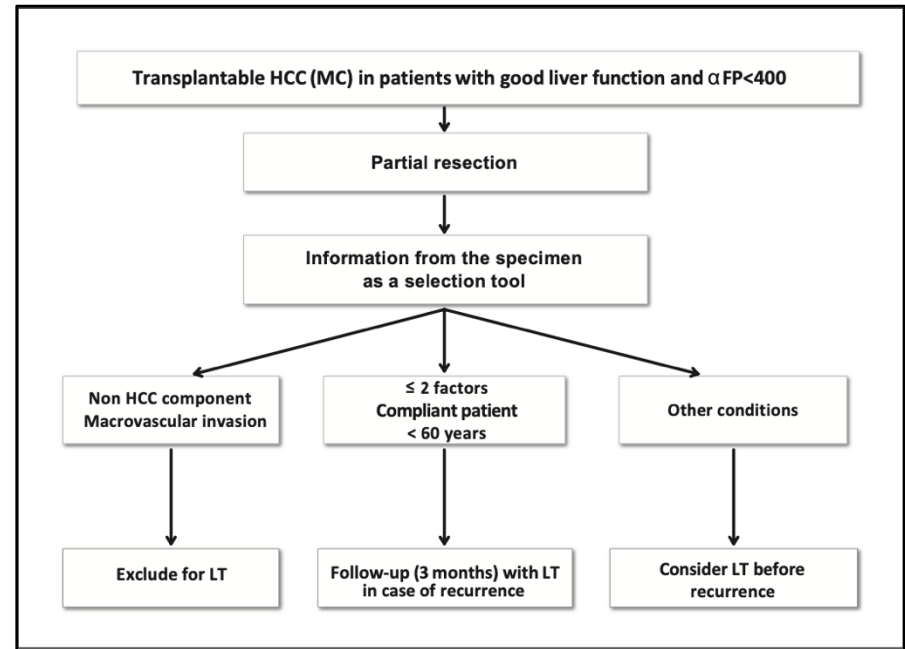 Transplantable HCC (MC) in patients with good liver function and αFP<400
Partial resection
Information from the specimen
as a selection tool
Non HCC component
Macrovascular invasion
≤ 2 factors
Compliant patient
< 60 years
Other conditions
Exclude for LT
Follow-up (3 months) with LT
in case of recurrence
Consider LT before
recurrence